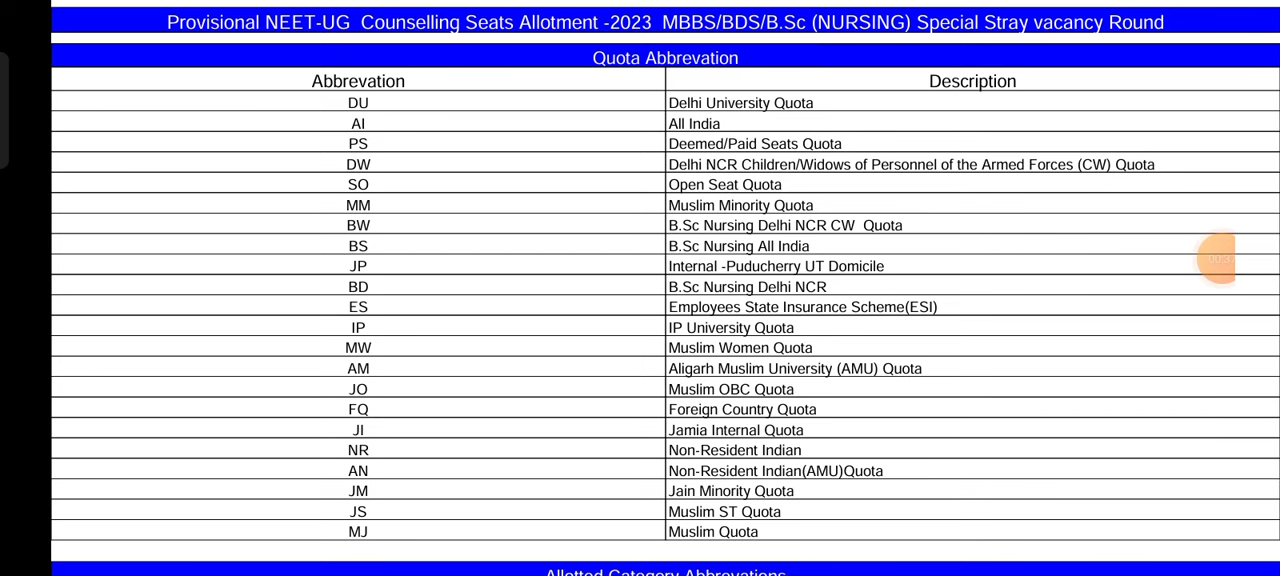 Provisional NEET-UG Counselling Seats Allotment -2023 MBBS/BDS/B.Sc (NURSING) Special Stray vacancy Round
Quota Abbrevation
Abbrevation Description
DU Delhi University Quota
AI All India
PS Deemed/Paid Seats Quota
DW Delhi NCR Children/Widows of Personnel of the Armed Forces (CW) Quota
SO Open Seat Quota
MM Muslim Minority Quota
BW B.Sc Nursing Delhi NCR CW Quota
BS B.Sc Nursing All India
JP Internal -Puducherry UT Domicile
BD B.Sc Nursing Delhi NCR
ES Employees State Insurance Scheme(ESI)
IP IP University Quota
MW Muslim Women Quota
AM Aligarh Muslim University (AMU) Quota
JO Muslim OBC Quota
FQ Foreign Country Quota
JI Jamia Internal Quota
NR Non-Resident Indian
AN Non-Resident Indian(AMU)Quota
JM Jain Minority Quota
JS Muslim ST Quota
MJ Muslim Quota
Allotted Category Abbrevations